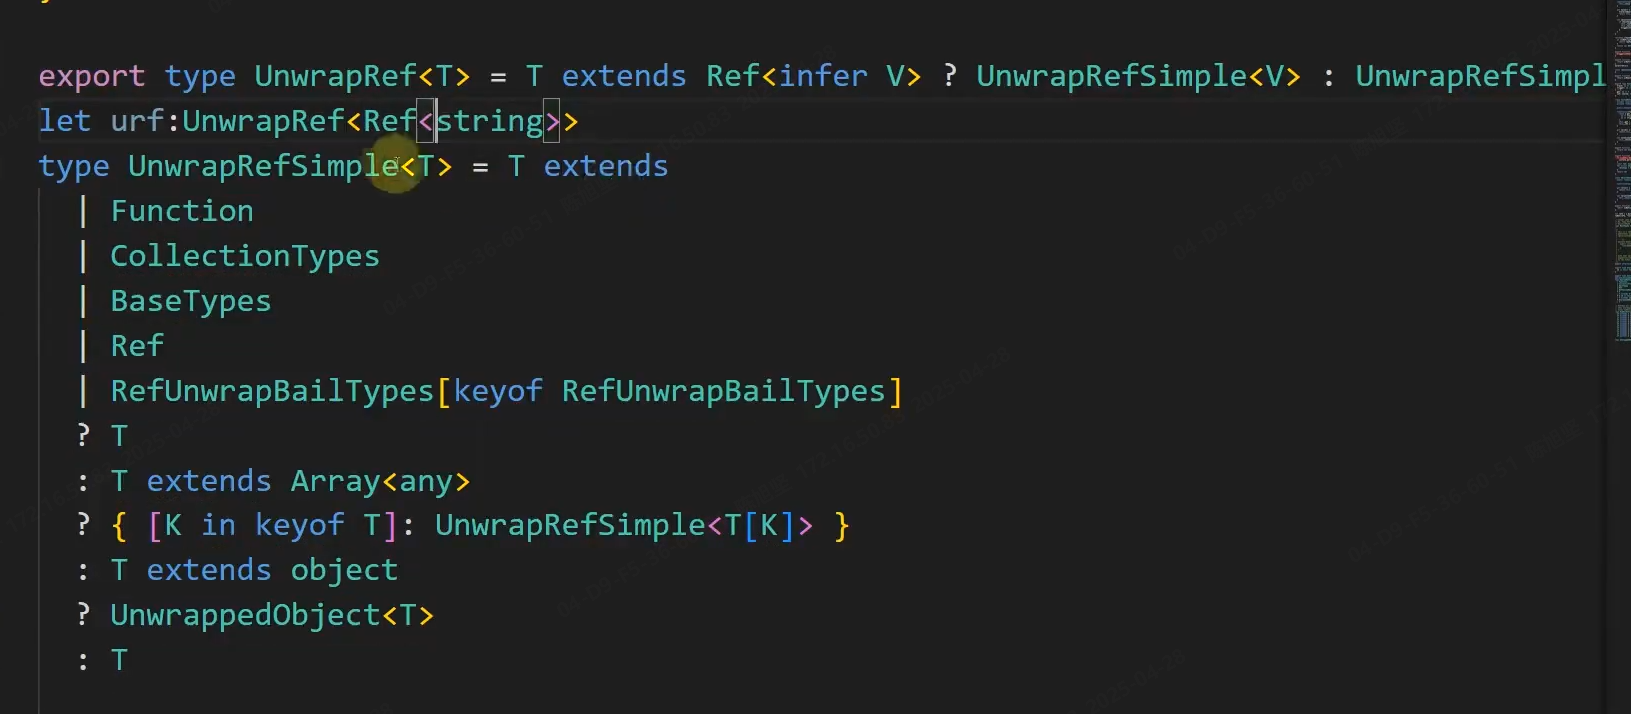 export type UnwrapRef<T> = T extends Ref<infer V> ? UnwrapRefSimple<V> : UnwrapRefSimpl
let urf:UnwrapRef<Ref<string>>
type UnwrapRefSimple<T> = T extends
  | Function
  | CollectionTypes
  | BaseTypes
  | Ref
  | RefUnwrapBailTypes[keyof RefUnwrapBailTypes]
  ? T
  : T extends Array<any>
  ? { [K in keyof T]: UnwrapRefSimple<T[K]> }
  : T extends object
  ? UnwrappedObject<T>
  : T